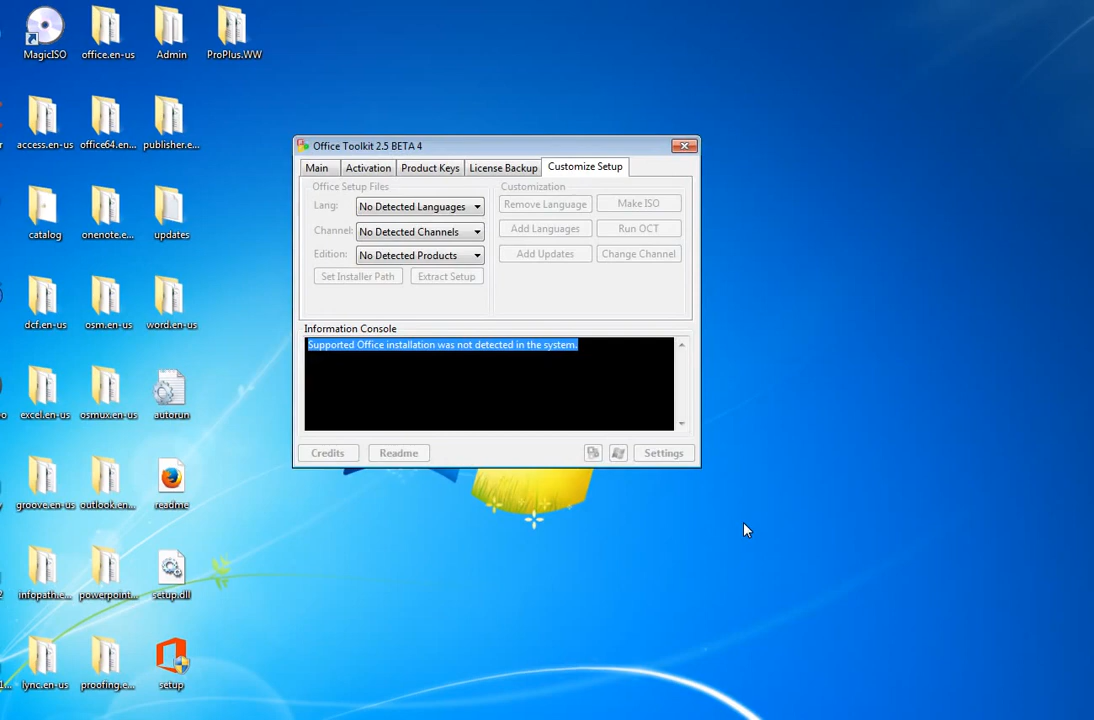 MagicISO
office.en-us
Admin
ProPlus.WW
access.en-us
office64.en...
publisher.e...
catalog
onenote.e...
updates
dcf.en-us
osm.en-us
word.en-us
excel.en-us
osmux.en-us
autorun
groove.en-us
outlook.en...
readme
infopath.e...
powerpoint...
setup.dll
lync.en-us
proofing.e...
setup
Office Toolkit 2.5 BETA 4
Main
Activation
Product Keys
License Backup
Customize Setup
Office Setup Files
Lang:
No Detected Languages
Channel:
No Detected Channels
Edition:
No Detected Products
Set Installer Path
Extract Setup
Customization
Remove Language
Make ISO
Add Languages
Run OCT
Add Updates
Change Channel
Information Console
Supported Office installation was not detected in the system.
Credits
Readme
Settings